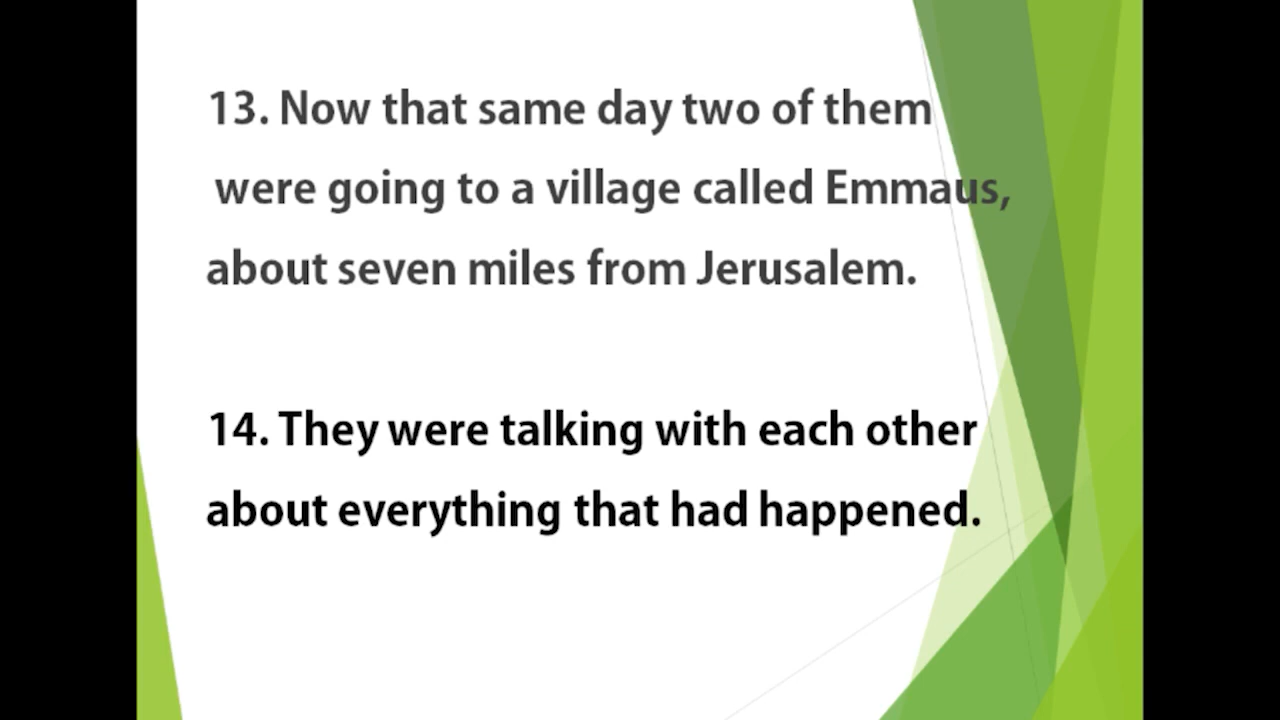 13. Now that same day two of them
were going to a village called Emmaus,
about seven miles from Jerusalem.
14. They were talking with each other
about everything that had happened.